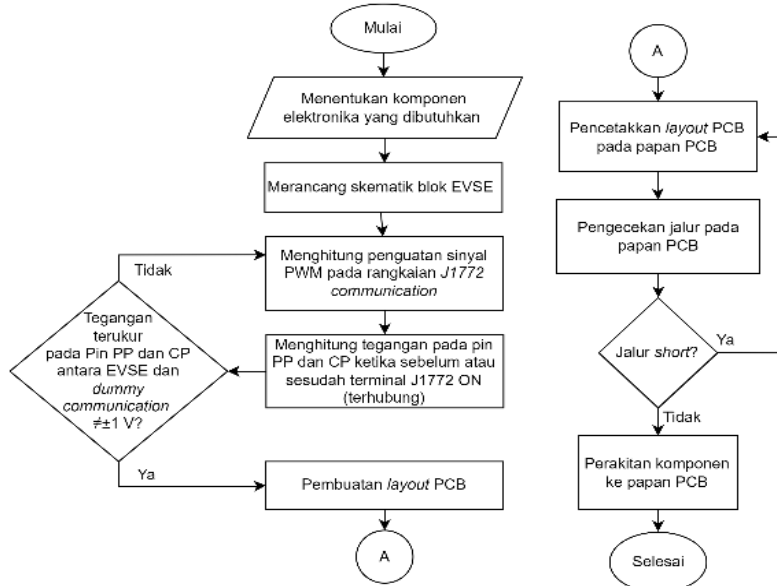 Mulai
Menentukan komponen
elektronika yang dibutuhkan
Merancang skematik blok EVSE
Menghitung penguatan sinyal
PWM pada rangkaian J1772
communication
Menghitung tegangan pada pin
PP dan CP ketika sebelum atau
sesudah terminal J1772 ON
(terhubung)
Tidak
Tegangan
terukur
pada Pin PP dan CP
antara EVSE dan
dummy
communication
≠±1 V?
Ya
Pembuatan layout PCB
A
A
Pencetakkan layout PCB
pada papan PCB
Pengecekan jalur pada
papan PCB
Jalur short?
Ya
Tidak
Perakitan komponen
ke papan PCB
Selesai